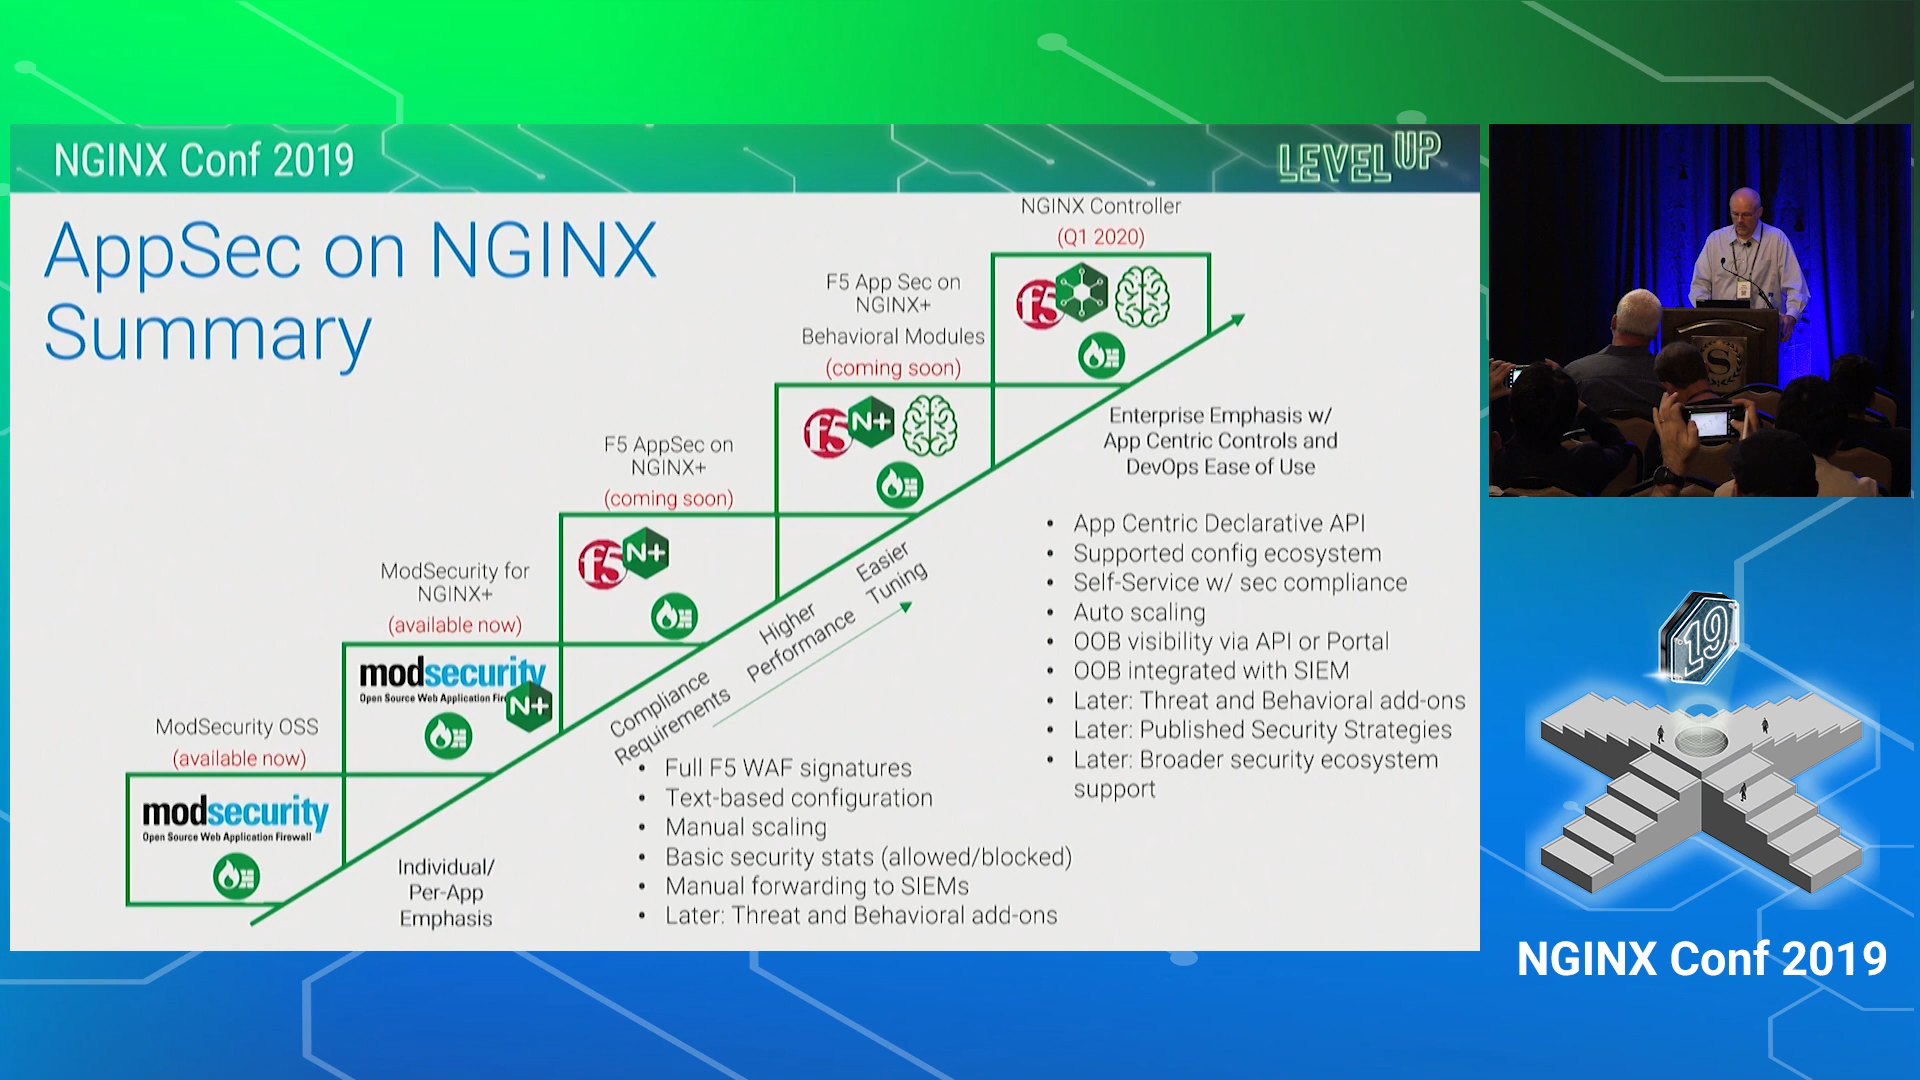 NGINX Conf 2019
LEVEL UP
AppSec on NGINX
Summary
NGINX Controller
(Q1 2020)
f5
F5 App Sec on
NGINX+
Behavioral Modules
(coming soon)
f5
N+
F5 AppSec on
NGINX+
(coming soon)
f5
N+
ModSecurity for
NGINX+
(available now)
modsecurity
Open Source Web Application Fire
N+
ModSecurity OSS
(available now)
modsecurity
Open Source Web Application Firewall
Individual/
Per-App
Emphasis
Compliance
Requirements
Higher
Performance
Easier
Tuning
• Full F5 WAF signatures
• Text-based configuration
• Manual scaling
• Basic security stats (allowed/blocked)
• Manual forwarding to SIEMs
• Later: Threat and Behavioral add-ons
Enterprise Emphasis w/
App Centric Controls and
DevOps Ease of Use
• App Centric Declarative API
• Supported config ecosystem
• Self-Service w/ sec compliance
• Auto scaling
• OOB visibility via API or Portal
• OOB integrated with SIEM
• Later: Threat and Behavioral add-ons
• Later: Published Security Strategies
• Later: Broader security ecosystem
support
S
19
NGINX Conf 2019